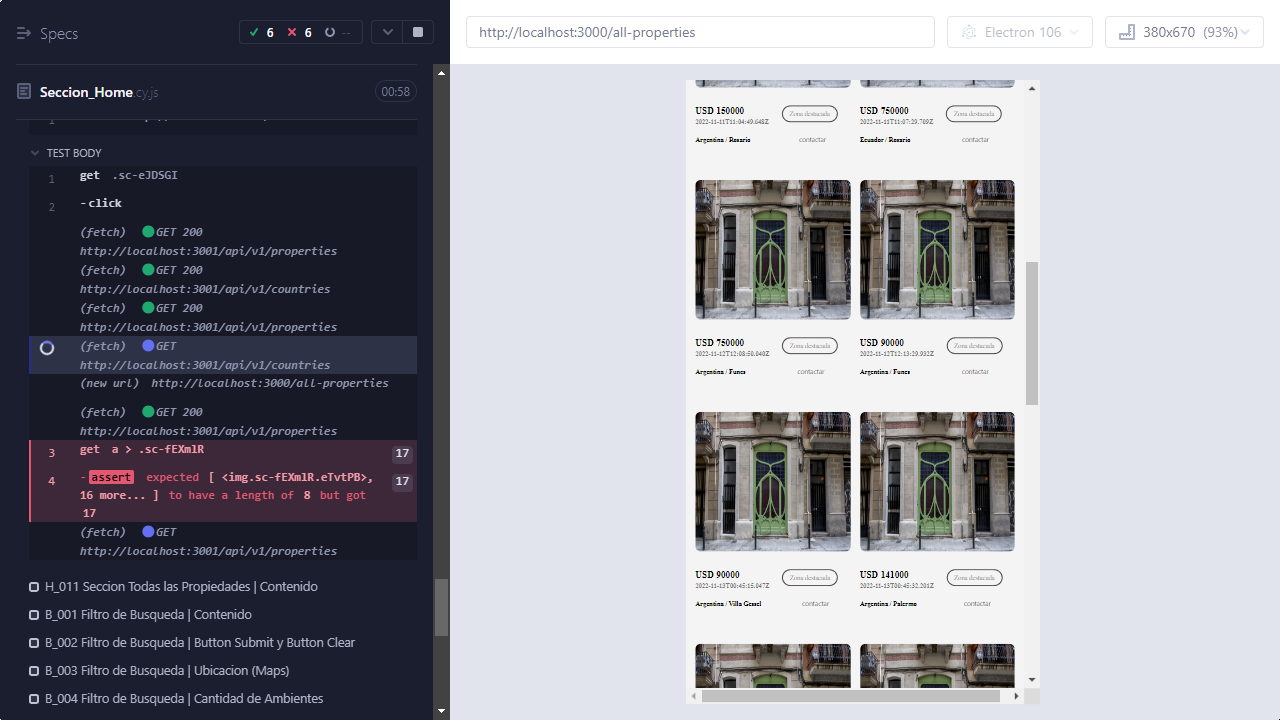 Specs
6
6
--
http://localhost:3000/all-properties
Electron 106
380x670 (93%)
Seccion_Home.cy.js
00:58
1
TEST BODY
1 get .sc-eJDSGI
2 -click
(fetch) GET 200
http://localhost:3001/api/v1/properties
(fetch) GET 200
http://localhost:3001/api/v1/countries
(fetch) GET 200
http://localhost:3001/api/v1/properties
(fetch) GET
http://localhost:3001/api/v1/countries
(new url) http://localhost:3000/all-properties
(fetch) GET 200
http://localhost:3001/api/v1/properties
3 get a > .sc-fEXmlR 17
4 -assert expected [ <img.sc-fEXmlR.eTvtPB>, 17
16 more... ] to have a length of 8 but got
17
(fetch) GET
http://localhost:3001/api/v1/properties
H_011 Seccion Todas las Propiedades | Contenido
B_001 Filtro de Busqueda | Contenido
B_002 Filtro de Busqueda | Button Submit y Button Clear
B_003 Filtro de Busqueda | Ubicacion (Maps)
B_004 Filtro de Busqueda | Cantidad de Ambientes
USD 150000
2022-11-11T11:04:49.648Z
Zona destacada
Argentina / Rosario
contactar
USD 750000
2022-11-11T11:07:29.709Z
Zona destacada
Ecuador / Rosario
contactar
USD 750000
2022-11-12T12:08:50.040Z
Zona destacada
Argentina / Funes
contactar
USD 90000
2022-11-12T12:13:29.932Z
Zona destacada
Argentina / Funes
contactar
USD 90000
2022-11-13T00:45:15.047Z
Zona destacada
Argentina / Villa Gessel
contactar
USD 141000
2022-11-13T00:45:32.201Z
Zona destacada
Argentina / Palermo
contactar